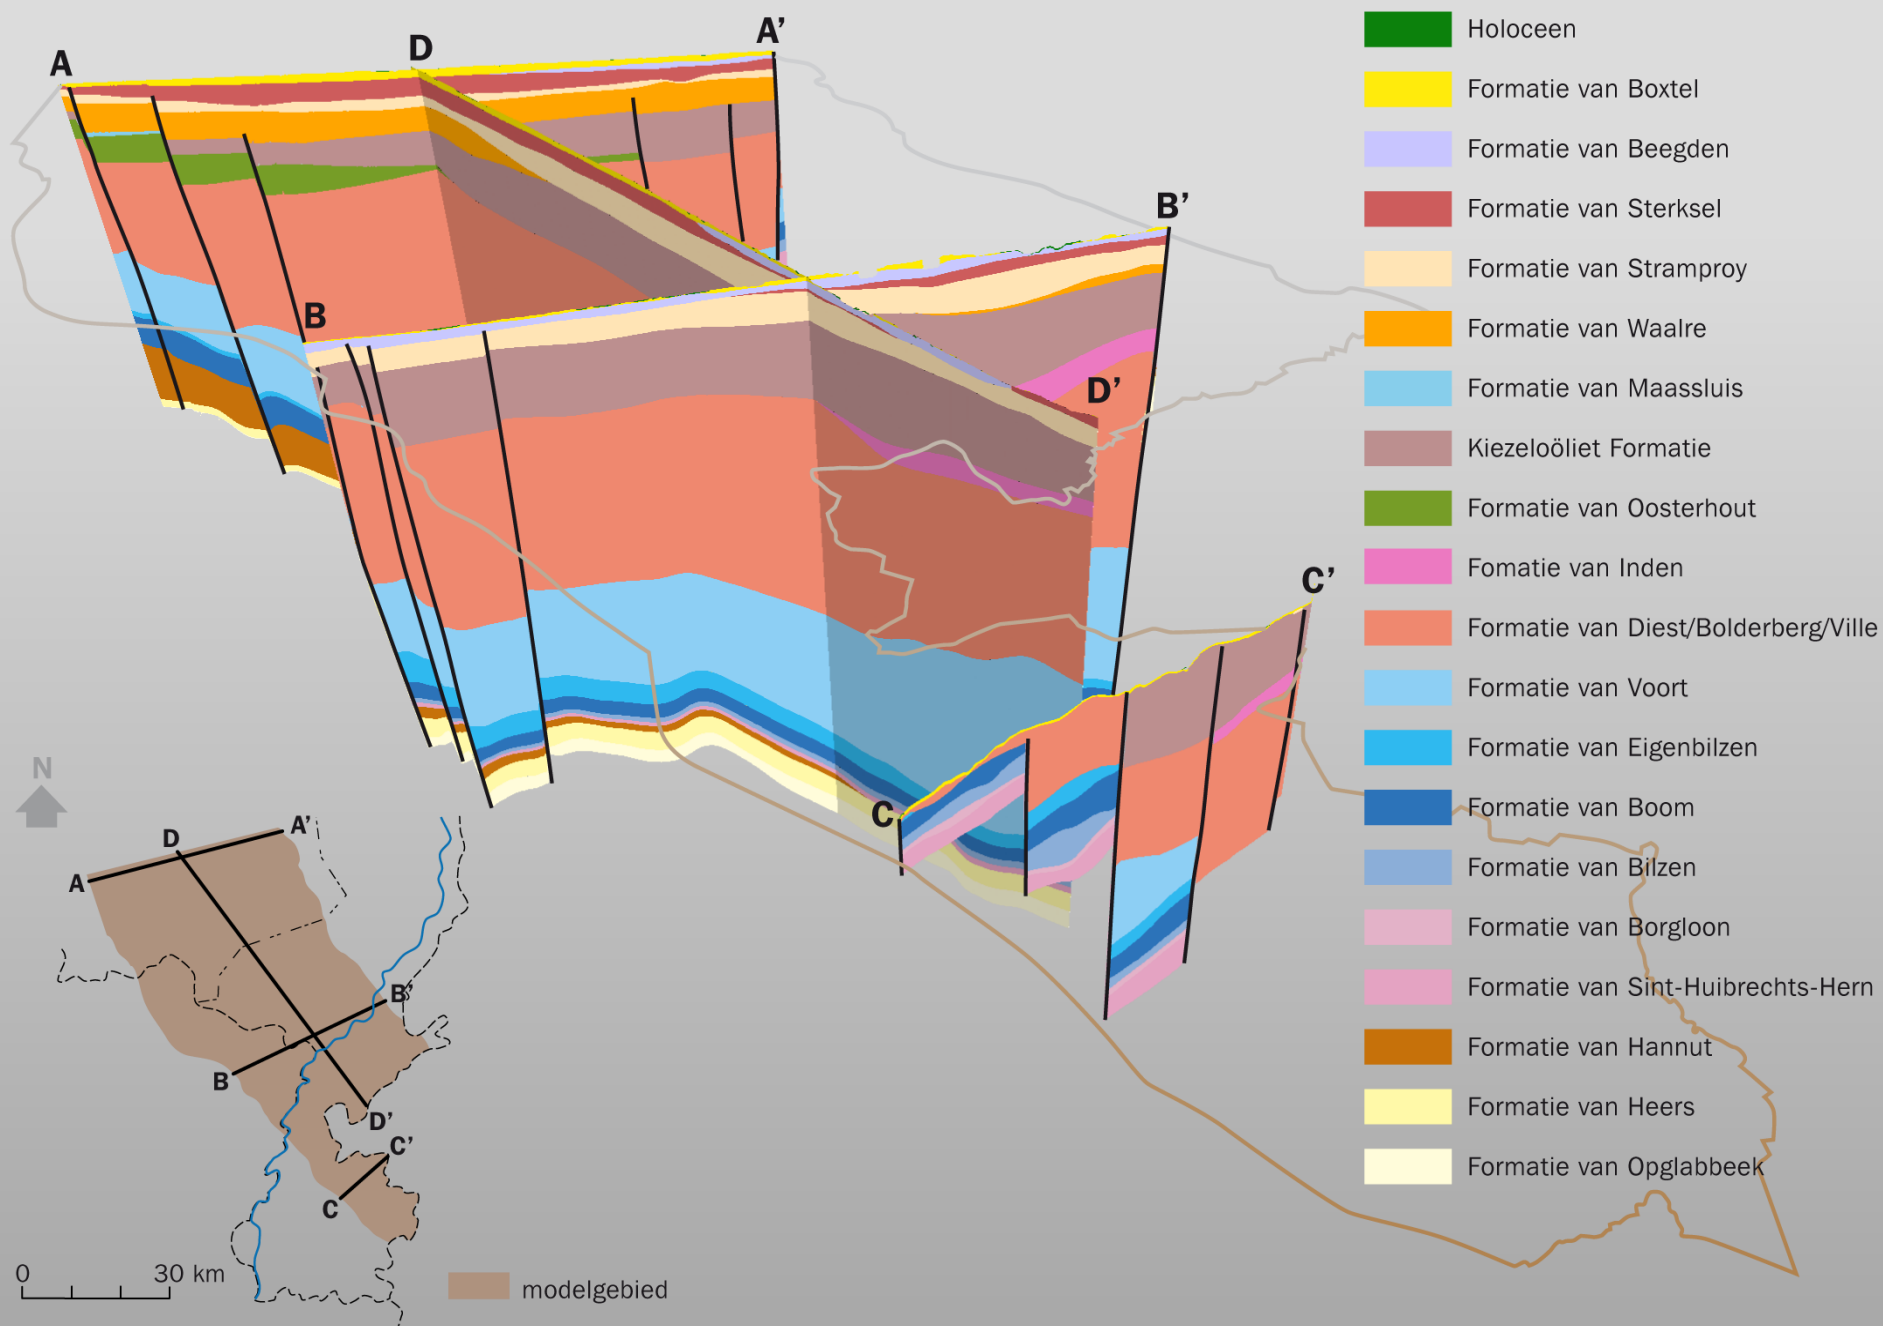 A
D
A’
B
B’
D’
C
C’
Holoceen
Formatie van Boxtel
Formatie van Beegden
Formatie van Sterksel
Formatie van Stramproy
Formatie van Waalre
Formatie van Maassluis
Kiezeloöliet Formatie
Formatie van Oosterhout
Fomatie van Inden
Formatie van Diest/Bolderberg/Ville
Formatie van Voort
Formatie van Eigenbilzen
Formatie van Boom
Formatie van Bilzen
Formatie van Borgloon
Formatie van Sint-Huibrechts-Hern
Formatie van Hannut
Formatie van Heers
Formatie van Opglabbeek
N
D
A’
A
B’
B
D’
C’
C
0 30 km
modelgebied